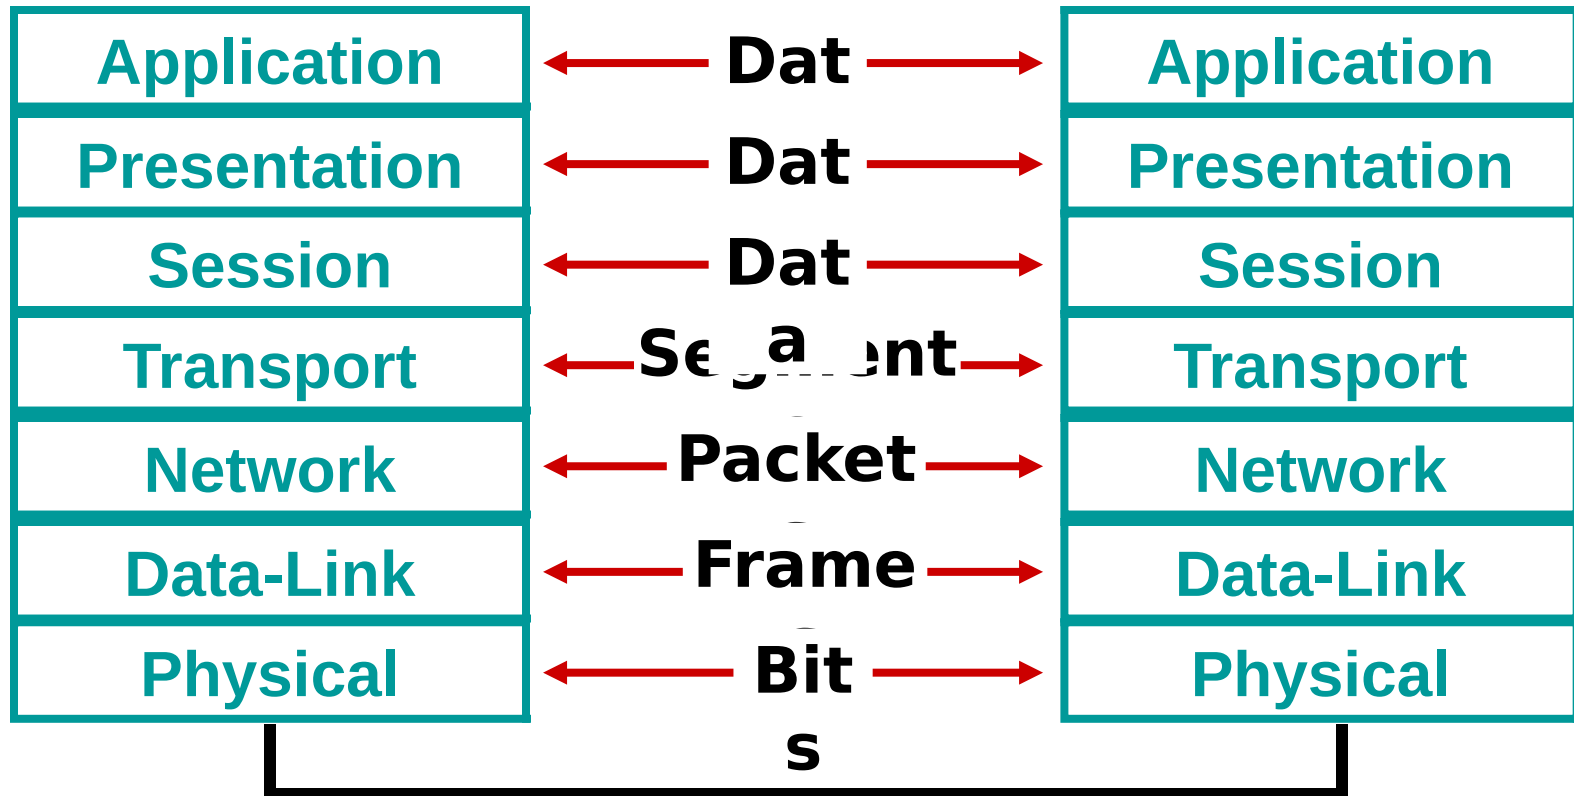 Application Dat Application
Presentation Dat Presentation
Session Dat Session
a
Transport Transport
Network Packet Network
Data-Link Frame Data-Link
Physical Bit Physical
s